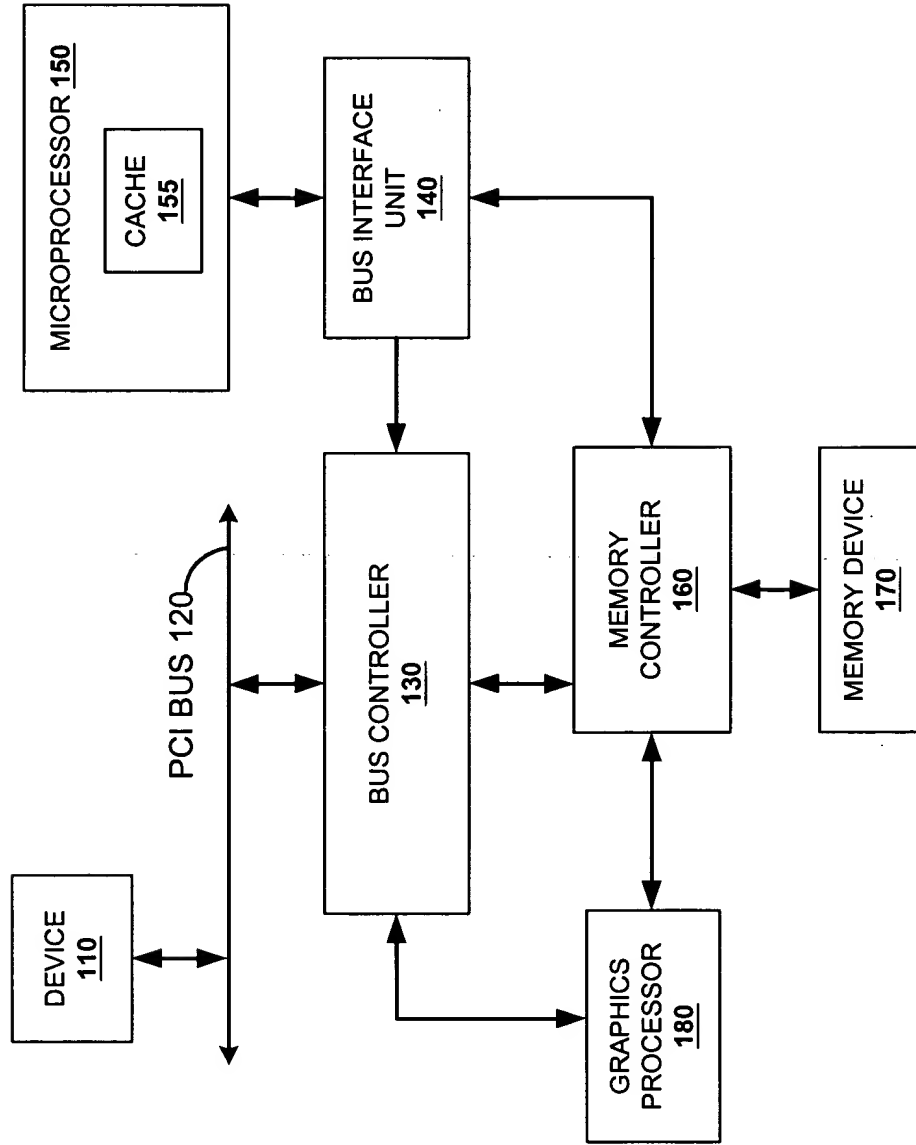 DEVICE
110
PCI BUS 120
MICROPROCESSOR 150
CACHE
155
BUS CONTROLLER
130
BUS INTERFACE
UNIT
140
GRAPHICS
PROCESSOR
180
MEMORY
CONTROLLER
160
MEMORY DEVICE
170